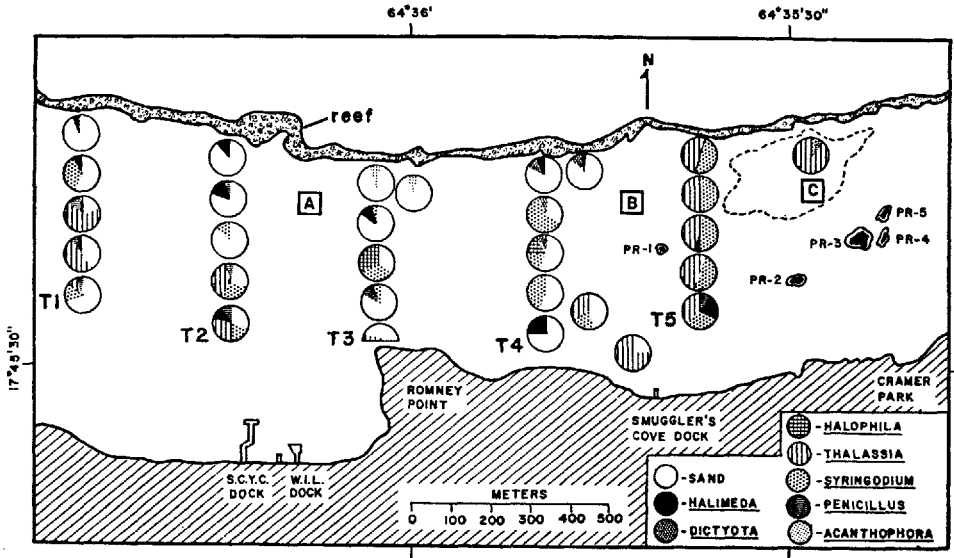 64°36'
64°35'30"
N
reef
A
B
C
PR-1
PR-2
PR-3
PR-4
PR-5
T1
T2
T3
T4
T5
17°45'30"
ROMNEY
POINT
SMUGGLER'S
COVE DOCK
CRAMER
PARK
S.C.Y.C.
DOCK
W.I.L.
DOCK
METERS
0 100 200 300 400 500
-SAND
-HALIMEDA
-DICTYOTA
-HALOPHILA
-THALASSIA
-SYRINGODIUM
-PENICILLUS
-ACANTHOPHORA